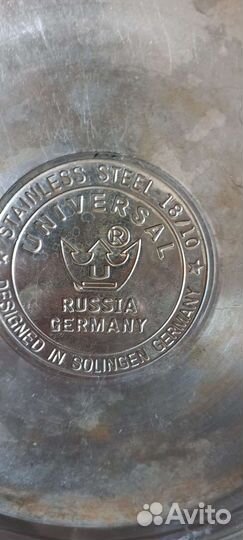 ★ STAINLESS STEEL 18/10 ★
UNIVERSAL
®
U
RUSSIA
GERMANY
DESIGNED IN SOLINGEN GERMANY
Avito